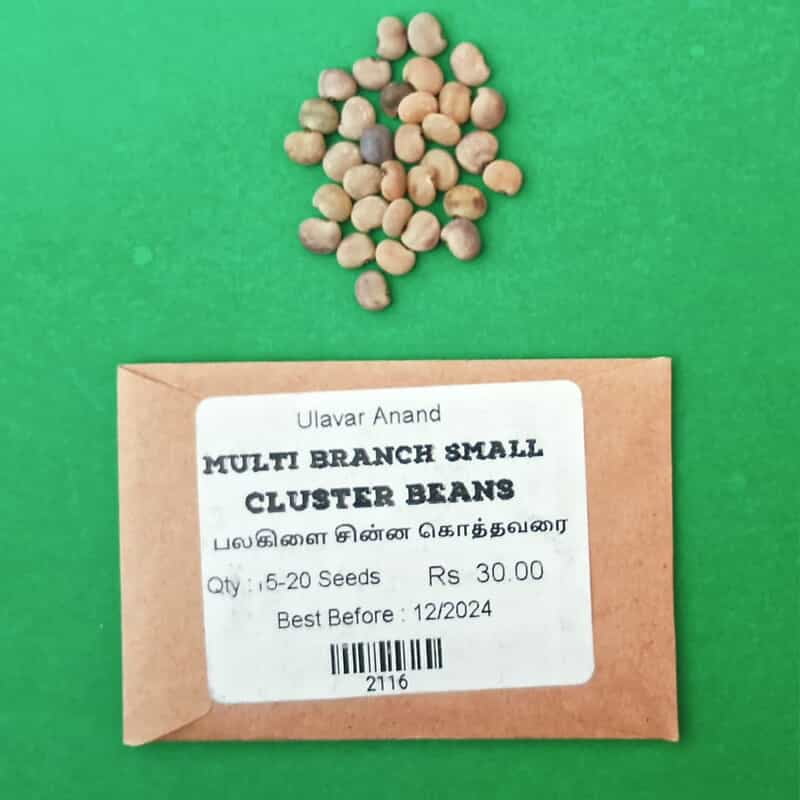 Ulavar Anand
MULTI BRANCH SMALL
CLUSTER BEANS
பலகிளை சின்ன கொத்தவரை
Qty : 15-20 Seeds Rs 30.00
Best Before : 12/2024
2116